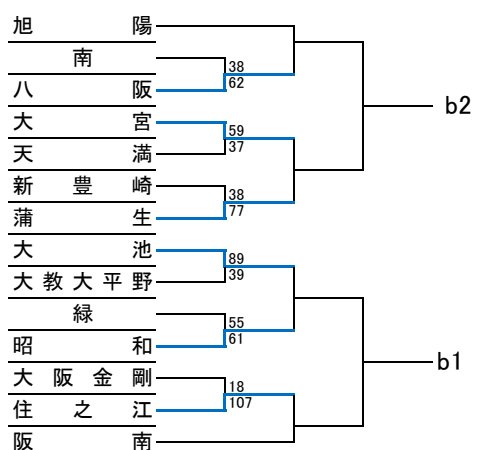 旭陽
南
38
八阪
62
b2
大宮
59
天満
37
新豊崎
38
蒲生
77
大池
89
大教大平野
39
緑
55
昭和
61
b1
大阪金剛
18
住之江
107
阪南